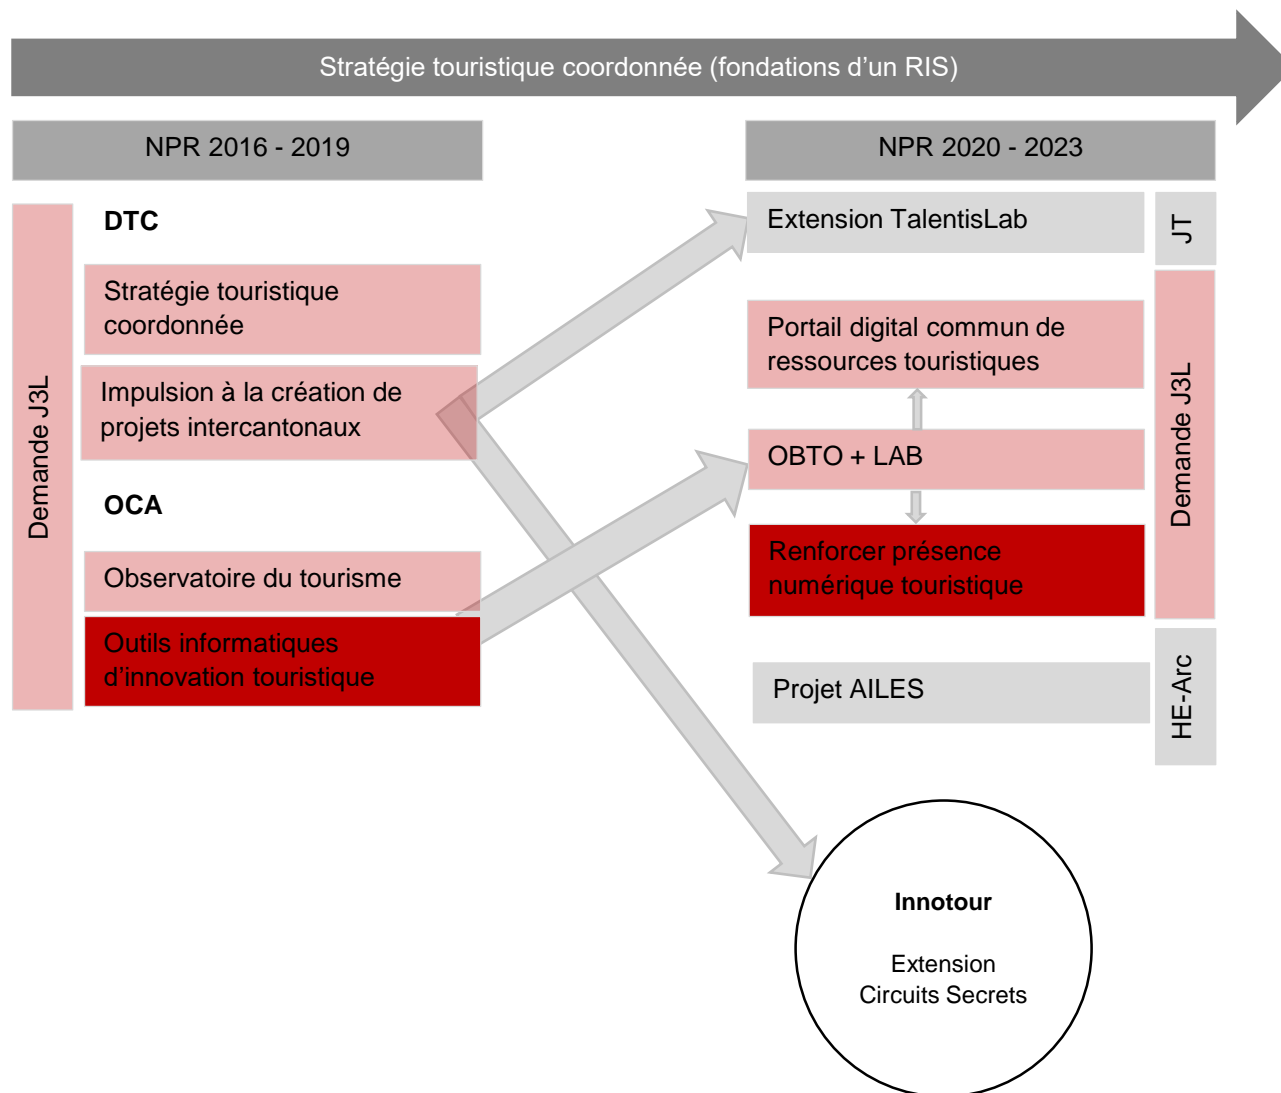 Stratégie touristique coordonnée (fondations d’un RIS)
NPR 2016 - 2019
Demande J3L
DTC
Stratégie touristique
coordonnée
Impulsion à la création de
projets intercantonaux
OCA
Observatoire du tourisme
Outils informatiques
d’innovation touristique
NPR 2020 - 2023
Extension TalentisLab
JT
Portail digital commun de
ressources touristiques
OBTO + LAB
Renforcer présence
numérique touristique
Demande J3L
Projet AILES
HE-Arc
Innotour
Extension
Circuits Secrets